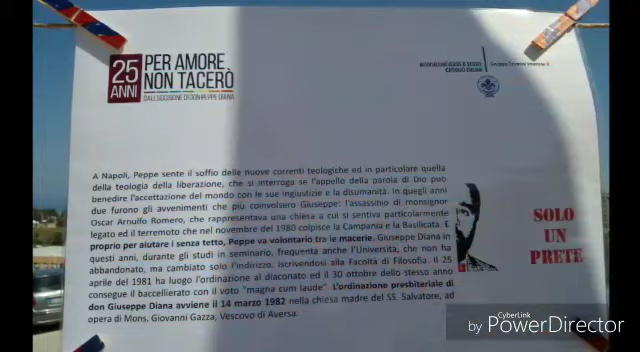 25
ANNI
PER AMORE
NON TACERÒ
DALL'UCCISIONE DI DON PEPPE DIANA
ASSOCIAZIONE GUIDE E SCOUTS
CATTOLICI ITALIANI
A Napoli, Peppe sente il soffio delle nuove correnti teologiche ed in particolare quella
della teologia della liberazione, che si interroga se l'appello della parola di Dio può
benedire l'accettazione del mondo con le sue ingiustizie e la disumanità. In quegli anni
due furono gli avvenimenti che più coinvolsero Giuseppe: l'assassinio di monsignor
Oscar Arnulfo Romero, che rappresentava una chiesa a cui si sentiva particolarmente
legato ed il terremoto che nel novembre del 1980 colpisce la Campania e la Basilicata. E
proprio per aiutare i senza tetto, Peppe va volontario tra le macerie. Giuseppe Diana in
questi anni, durante gli studi in seminario, frequenta anche l'Università, che non ha
abbandonato, ma cambiato solo l'indirizzo, iscrivendosi alla Facoltà di Filosofia. Il 25
aprile del 1981 ha luogo l'ordinazione al diaconato ed il 30 ottobre dello stesso anno
consegue il baccellierato con il voto "magna cum laude" L'ordinazione presbiteriale di
don Giuseppe Diana avviene il 14 marzo 1982 nella chiesa madre del SS. Salvatore, ad
opera di Mons. Giovanni Gazza, Vescovo di Aversa.
SOLO
UN
PRETE
by CyberLink
PowerDirector